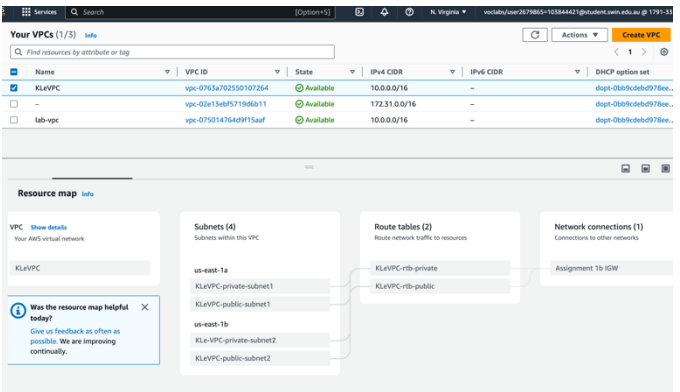 Services
Search
[Option+S]
N. Virginia
voclabs/user2679865=103844421@student.swin.edu.au @ 1791-33
Your VPCs (1/3) Info
Actions
Create VPC
Find resources by attribute or tag
1
Name VPC ID State IPv4 CIDR IPv6 CIDR DHCP option set
KLeVPC vpc-0763a702550107264 Available 10.0.0.0/16 – dopt-0bb9cdebd978ee...
– vpc-02e13ebf5719d6b11 Available 172.31.0.0/16 – dopt-0bb9cdebd978ee...
lab-vpc vpc-075014764d9f15aaf Available 10.0.0.0/16 – dopt-0bb9cdebd978ee...
Resource map Info
VPC Show details
Your AWS virtual network
KLeVPC
Was the resource map helpful
today?
Give us feedback as often as
possible. We are improving
continually.
Subnets (4)
Subnets within this VPC
us-east-1a
KLeVPC-private-subnet1
KLeVPC-public-subnet1
us-east-1b
KLe-VPC-private-subnet2
KLeVPC-public-subnet2
Route tables (2)
Route network traffic to resources
KLeVPC-rtb-private
KLeVPC-rtb-public
Network connections (1)
Connections to other networks
Assignment 1b IGW